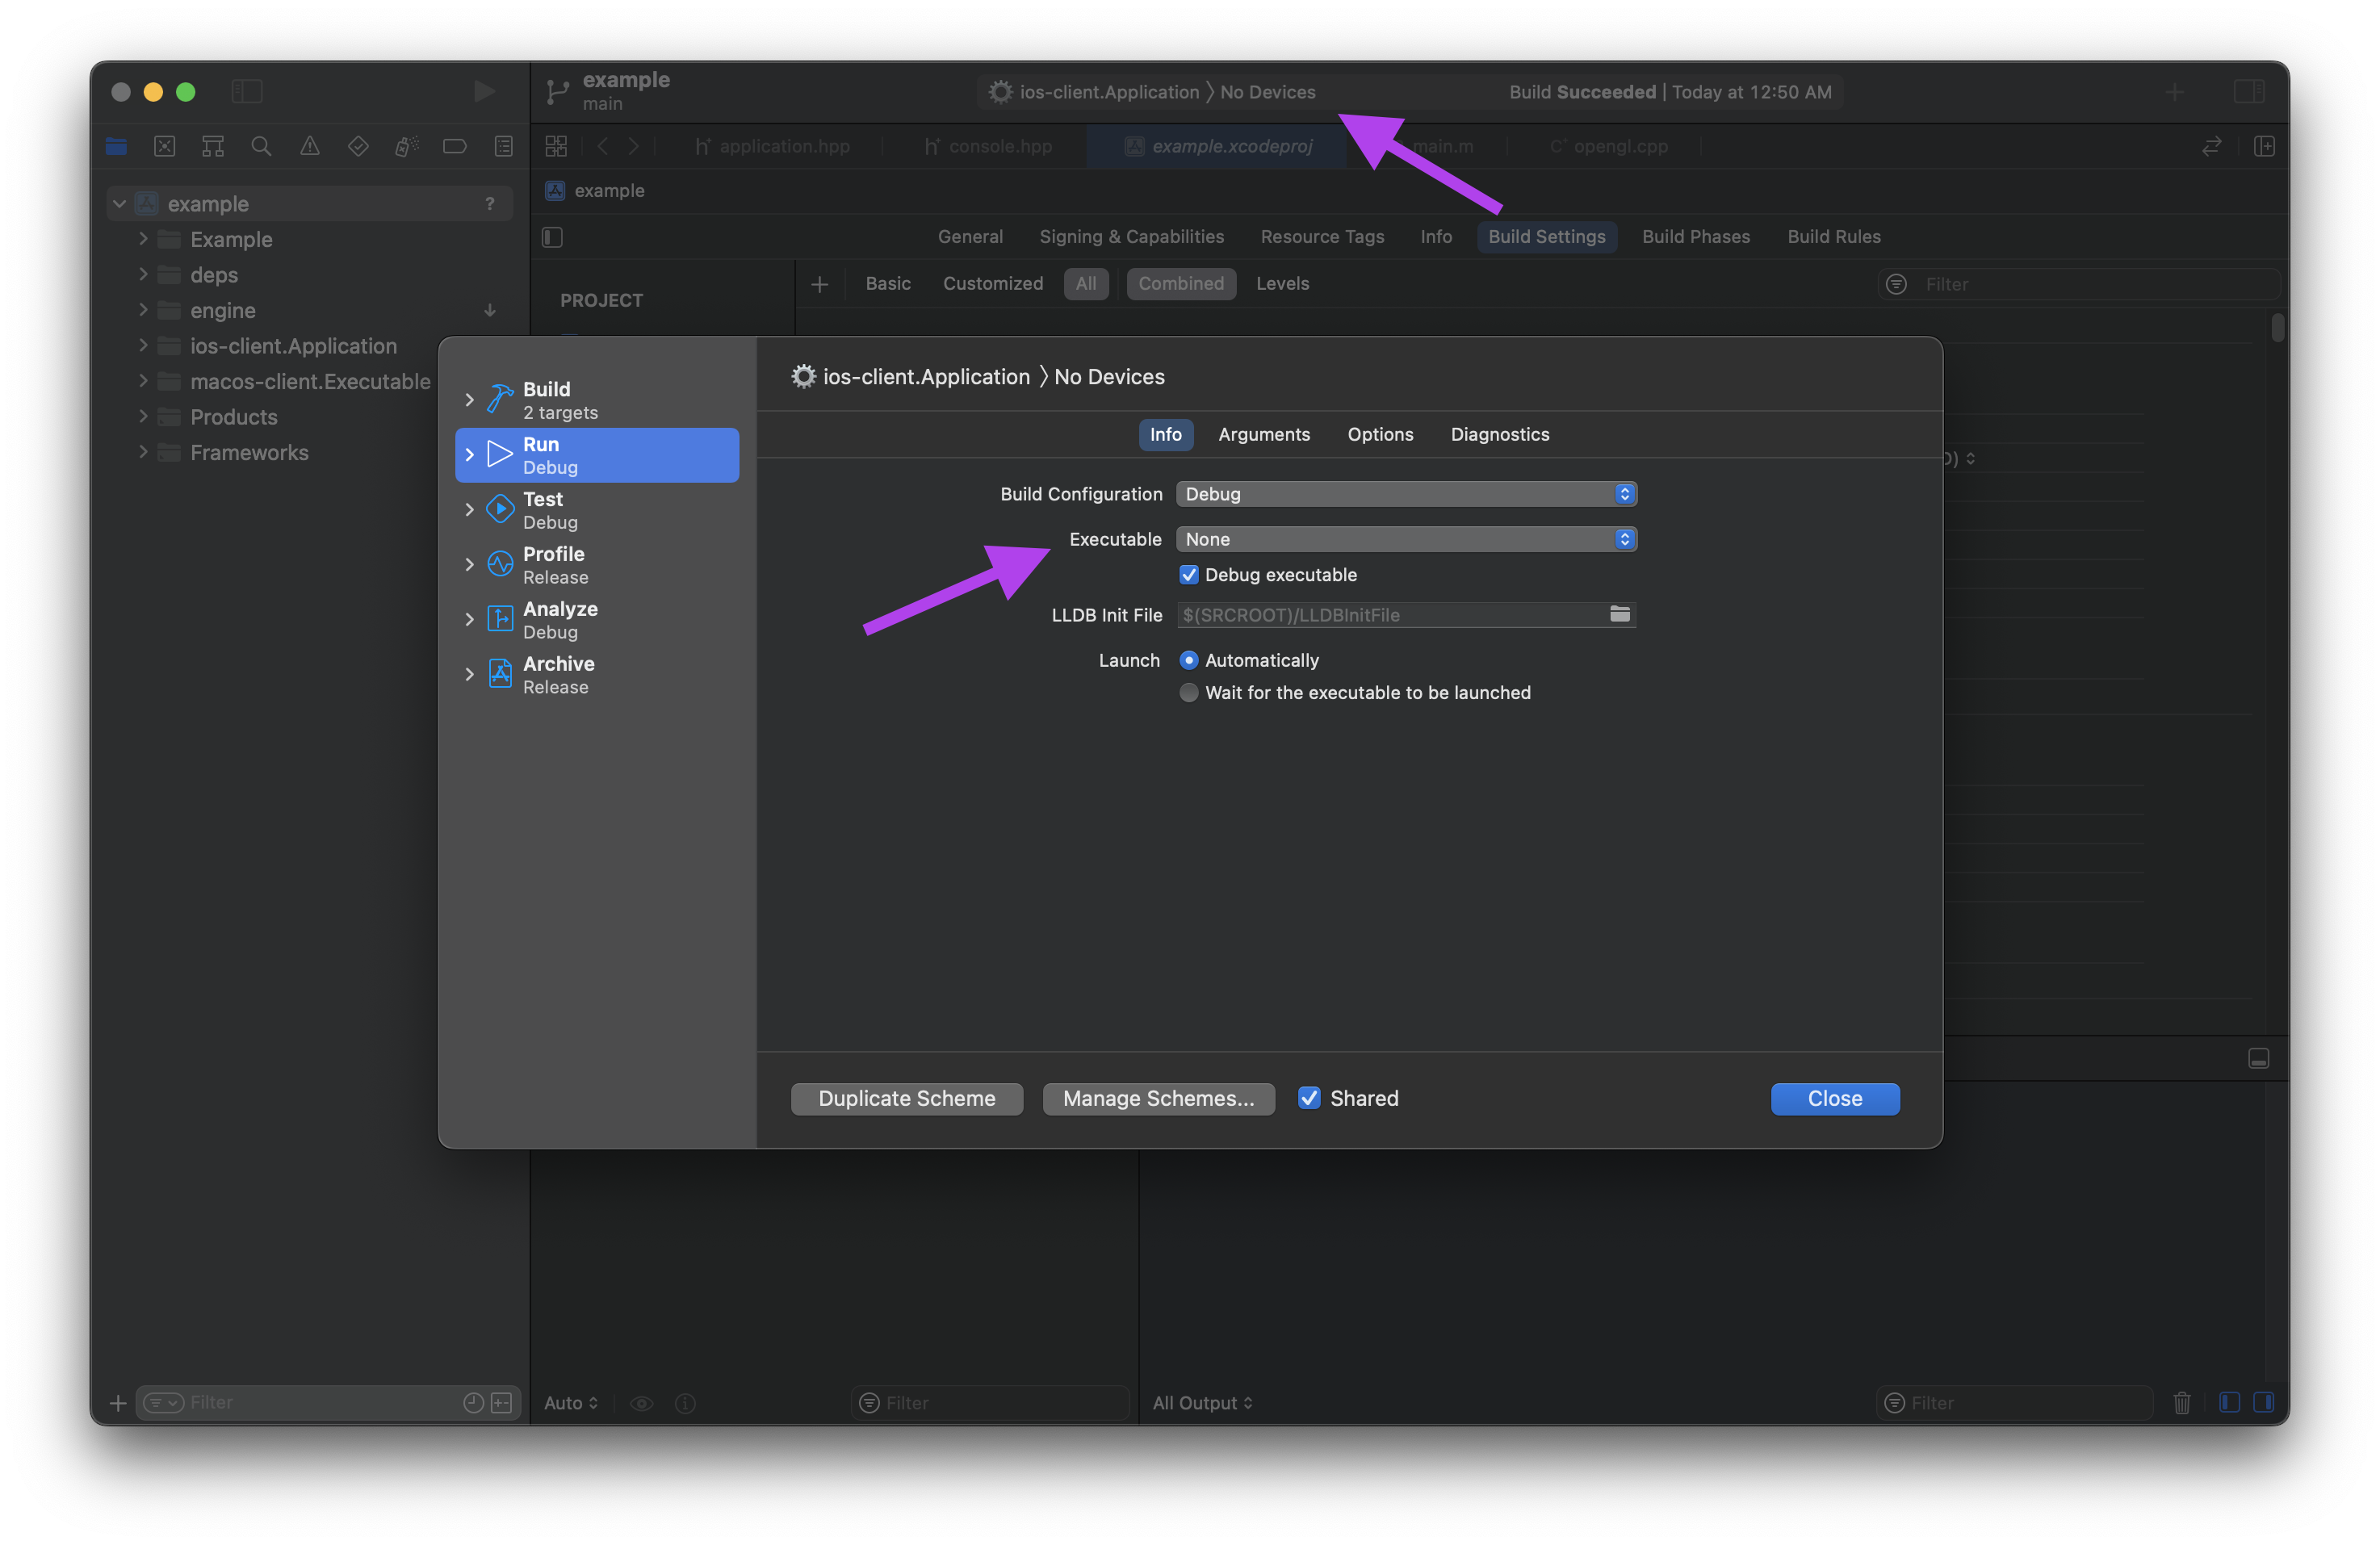 example
main
ios-client.Application 〉No Devices
Build Succeeded | Today at 12:50 AM
application.hpp
console.hpp
example.xcodeproj
main.m
opengl.cpp
example
?
Example
deps
engine
ios-client.Application
macos-client.Executable
Products
Frameworks
example
General
Signing & Capabilities
Resource Tags
Info
Build Settings
Build Phases
Build Rules
PROJECT
Basic
Customized
All
Combined
Levels
Filter
Build
2 targets
Run
Debug
Test
Debug
Profile
Release
Analyze
Debug
Archive
Release
ios-client.Application 〉No Devices
Info
Arguments
Options
Diagnostics
Build Configuration
Debug
Executable
None
Debug executable
LLDB Init File
$(SRCROOT)/LLDBInitFile
Launch
Automatically
Wait for the executable to be launched
Duplicate Scheme
Manage Schemes...
Shared
Close
Filter
Auto
Filter
All Output
Filter